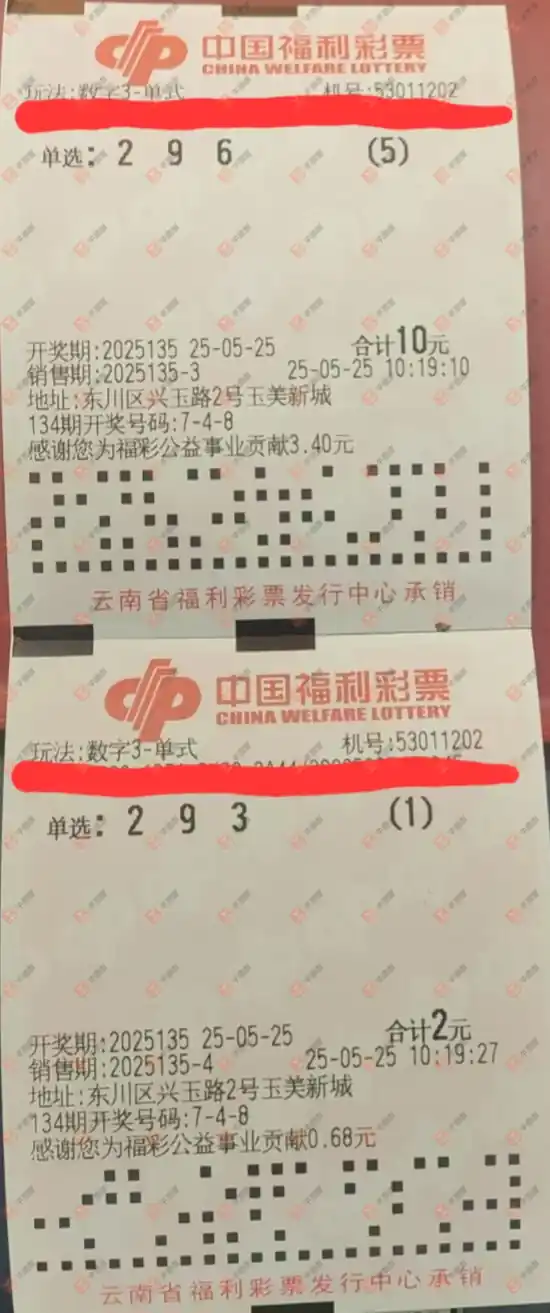 中国福利彩票
CHINA WELFARE LOTTERY
玩法:数字3-单式 机号:53011202
单选: 2 9 6 (5)
开奖期:2025135 25-05-25 合计10元
销售期:2025135-3 25-05-25 10:19:10
地址:东川区兴玉路2号玉美新城
134期开奖号码:7-4-8
感谢您为福彩公益事业贡献3.40元
云南省福利彩票发行中心承销
中国福利彩票
CHINA WELFARE LOTTERY
玩法:数字3-单式 机号:53011202
单选: 2 9 3 (1)
开奖期:2025135 25-05-25 合计2元
销售期:2025135-4 25-05-25 10:19:27
地址:东川区兴玉路2号玉美新城
134期开奖号码:7-4-8
感谢您为福彩公益事业贡献0.68元
云南省福利彩票发行中心承销